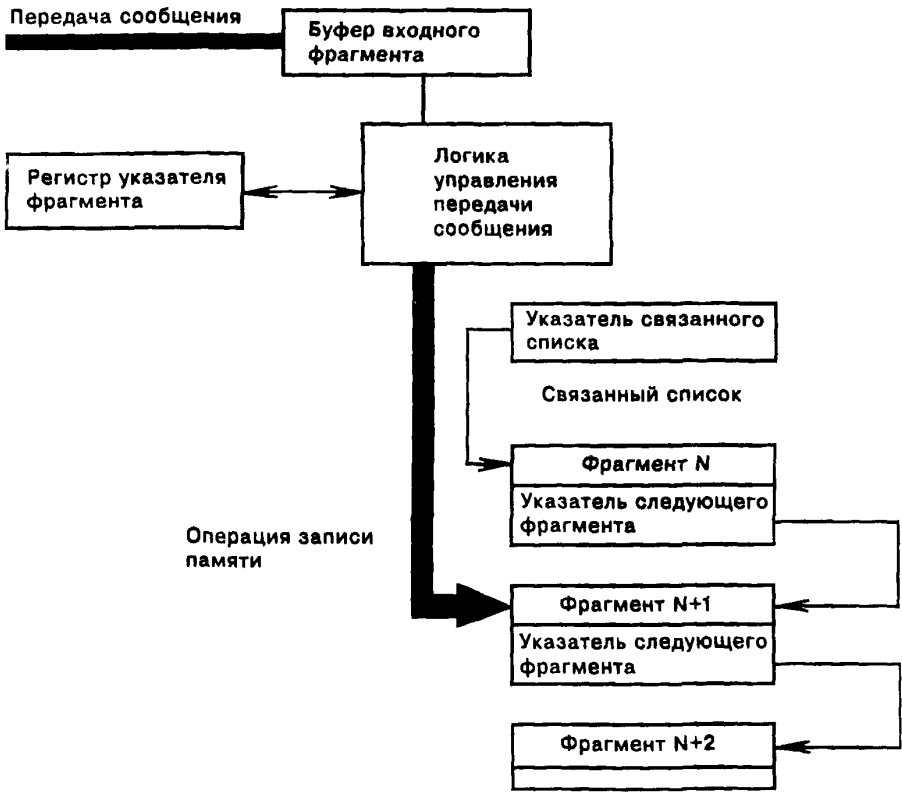 Передача сообщения
Буфер входного
фрагмента
Регистр указателя
фрагмента
Логика
управления
передачи
сообщения
Указатель связанного
списка
Связанный список
Фрагмент N
Указатель следующего
фрагмента
Операция записи
памяти
Фрагмент N+1
Указатель следующего
фрагмента
Фрагмент N+2